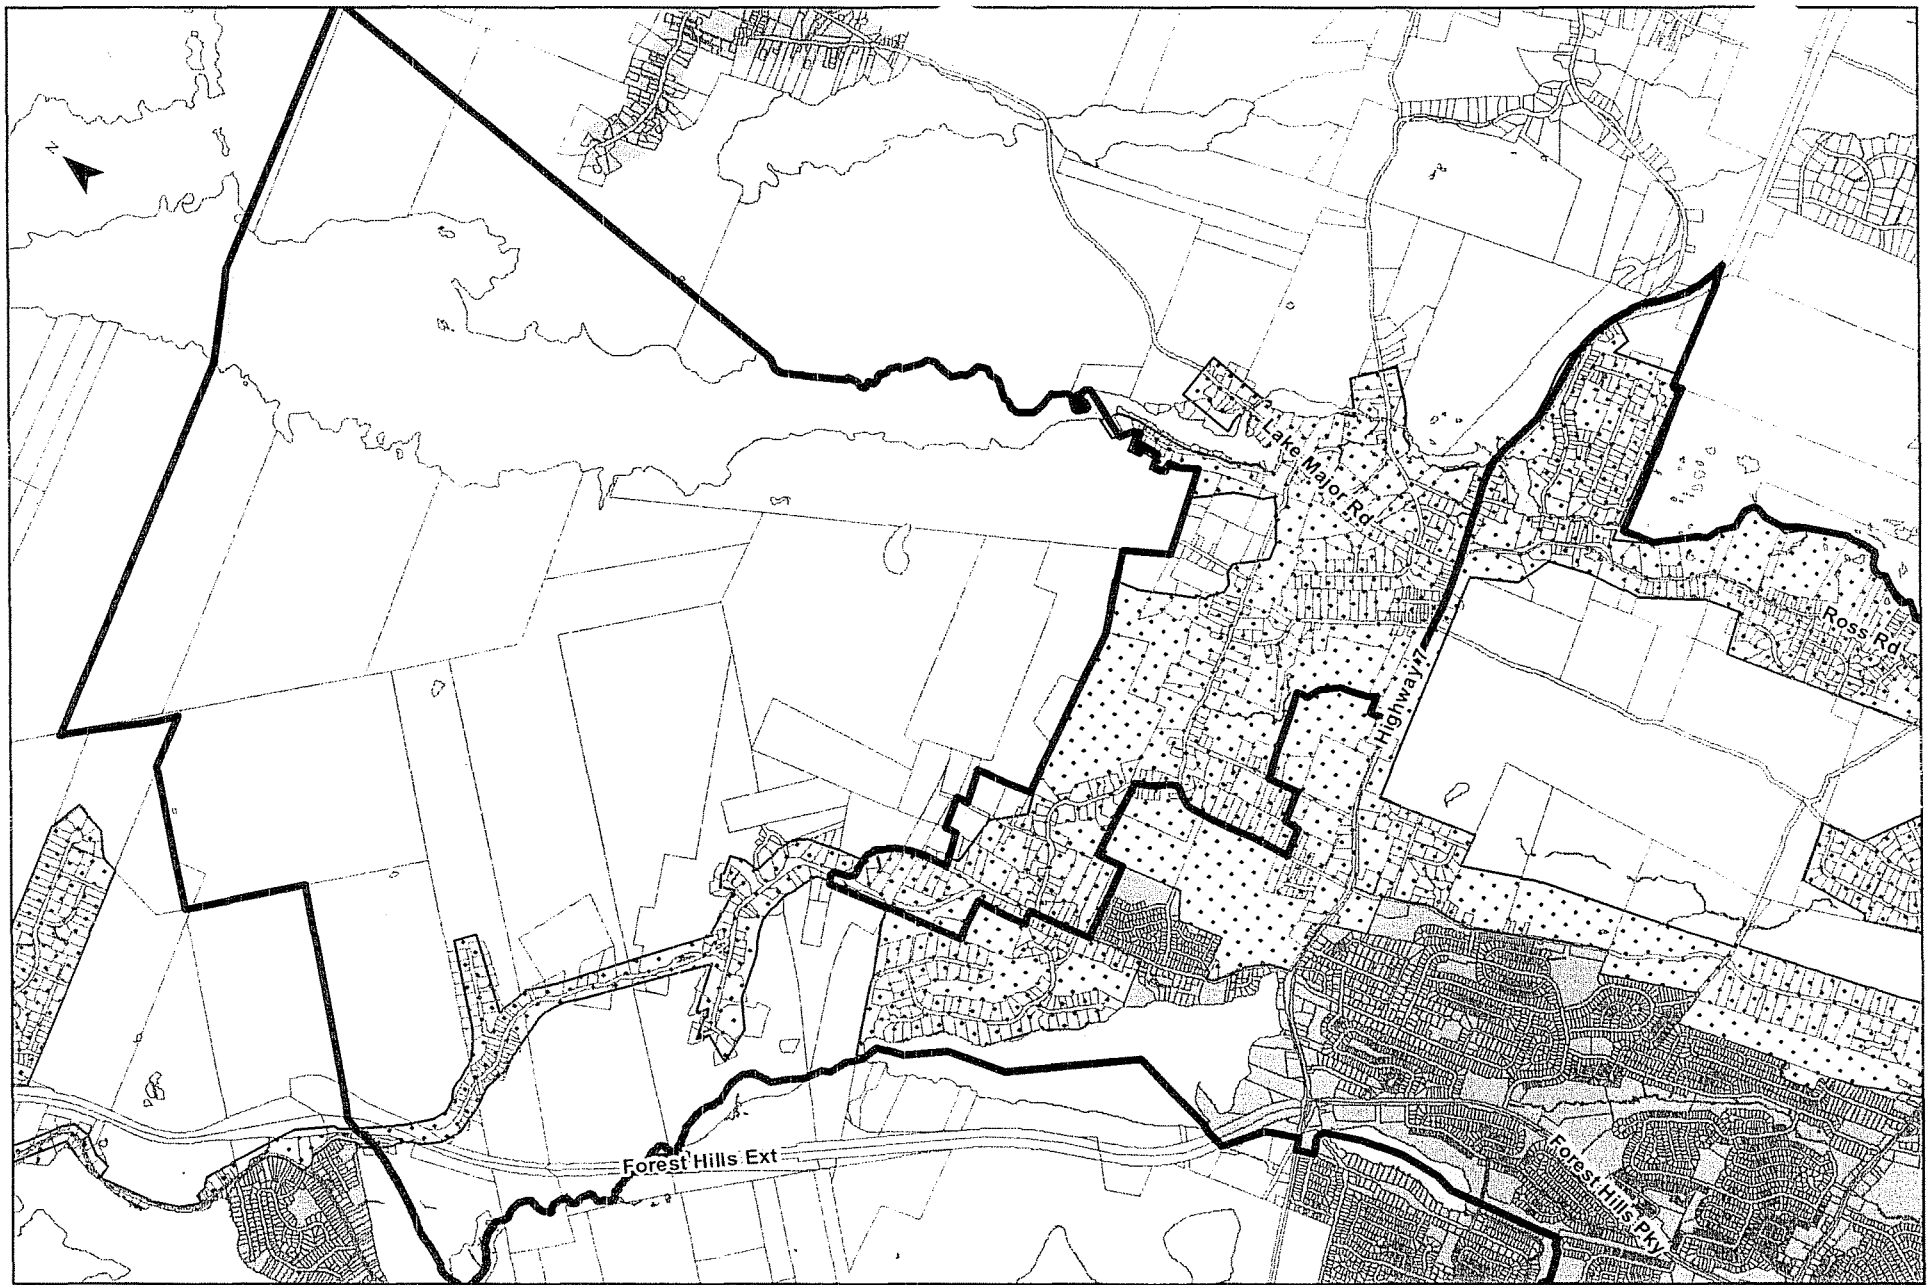 N
Lake Major Rd
Ross Rd
Highway 7
Forest Hills Ext
Forest Hills Pky